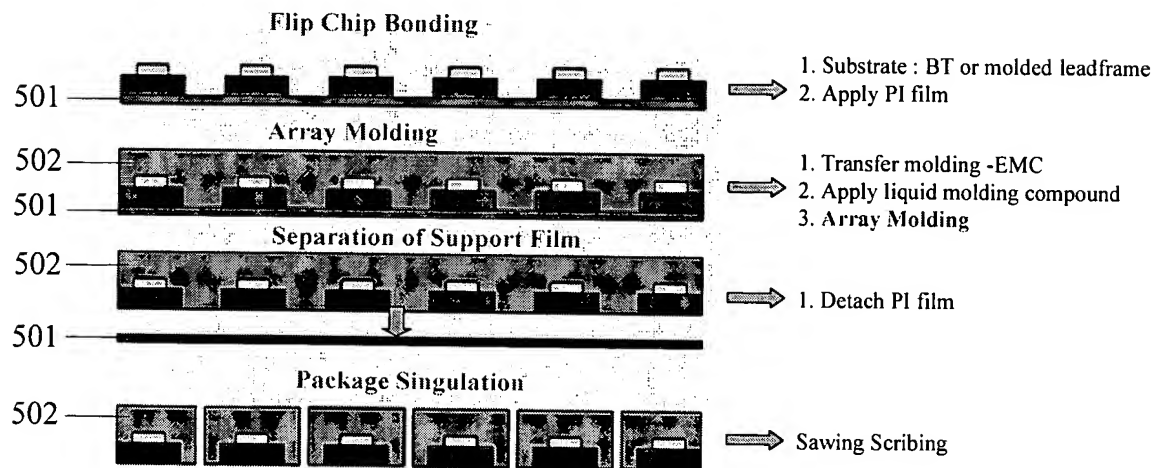 Flip Chip Bonding
1. Substrate : BT or molded leadframe
2. Apply PI film
501
Array Molding
502
501
1. Transfer molding -EMC
2. Apply liquid molding compound
3. Array Molding
Separation of Support Film
502
501
1. Detach PI film
Package Singulation
502
Sawing Scribing